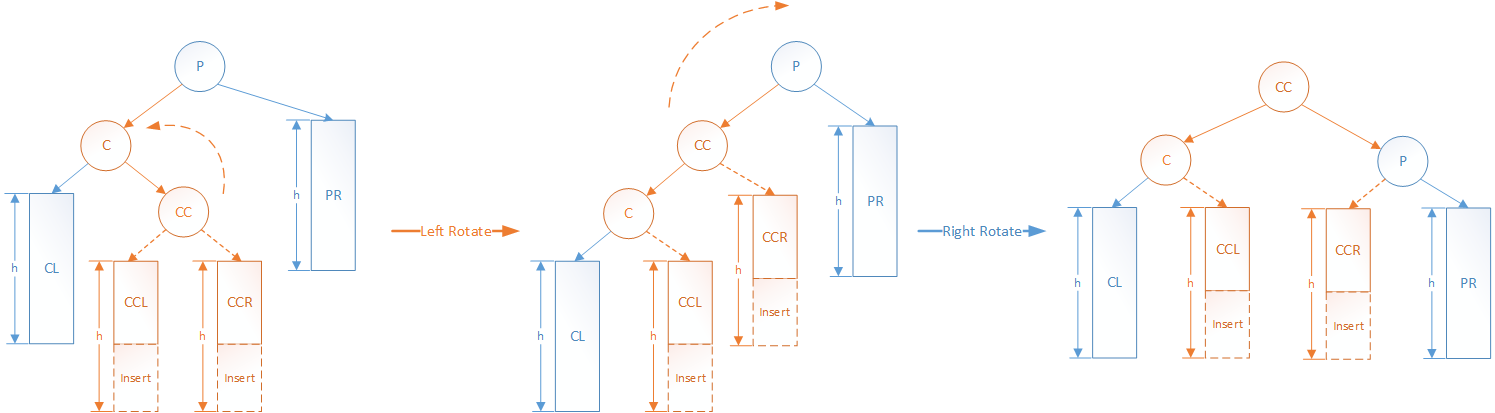 P
C
CC
h
CL
h
CCL
Insert
h
CCR
Insert
h
PR
Left Rotate
P
CC
C
h
CL
h
CCL
h
CCR
Insert
Insert
h
PR
Right Rotate
CC
C
P
h
CL
h
CCL
Insert
h
CCR
Insert
h
PR